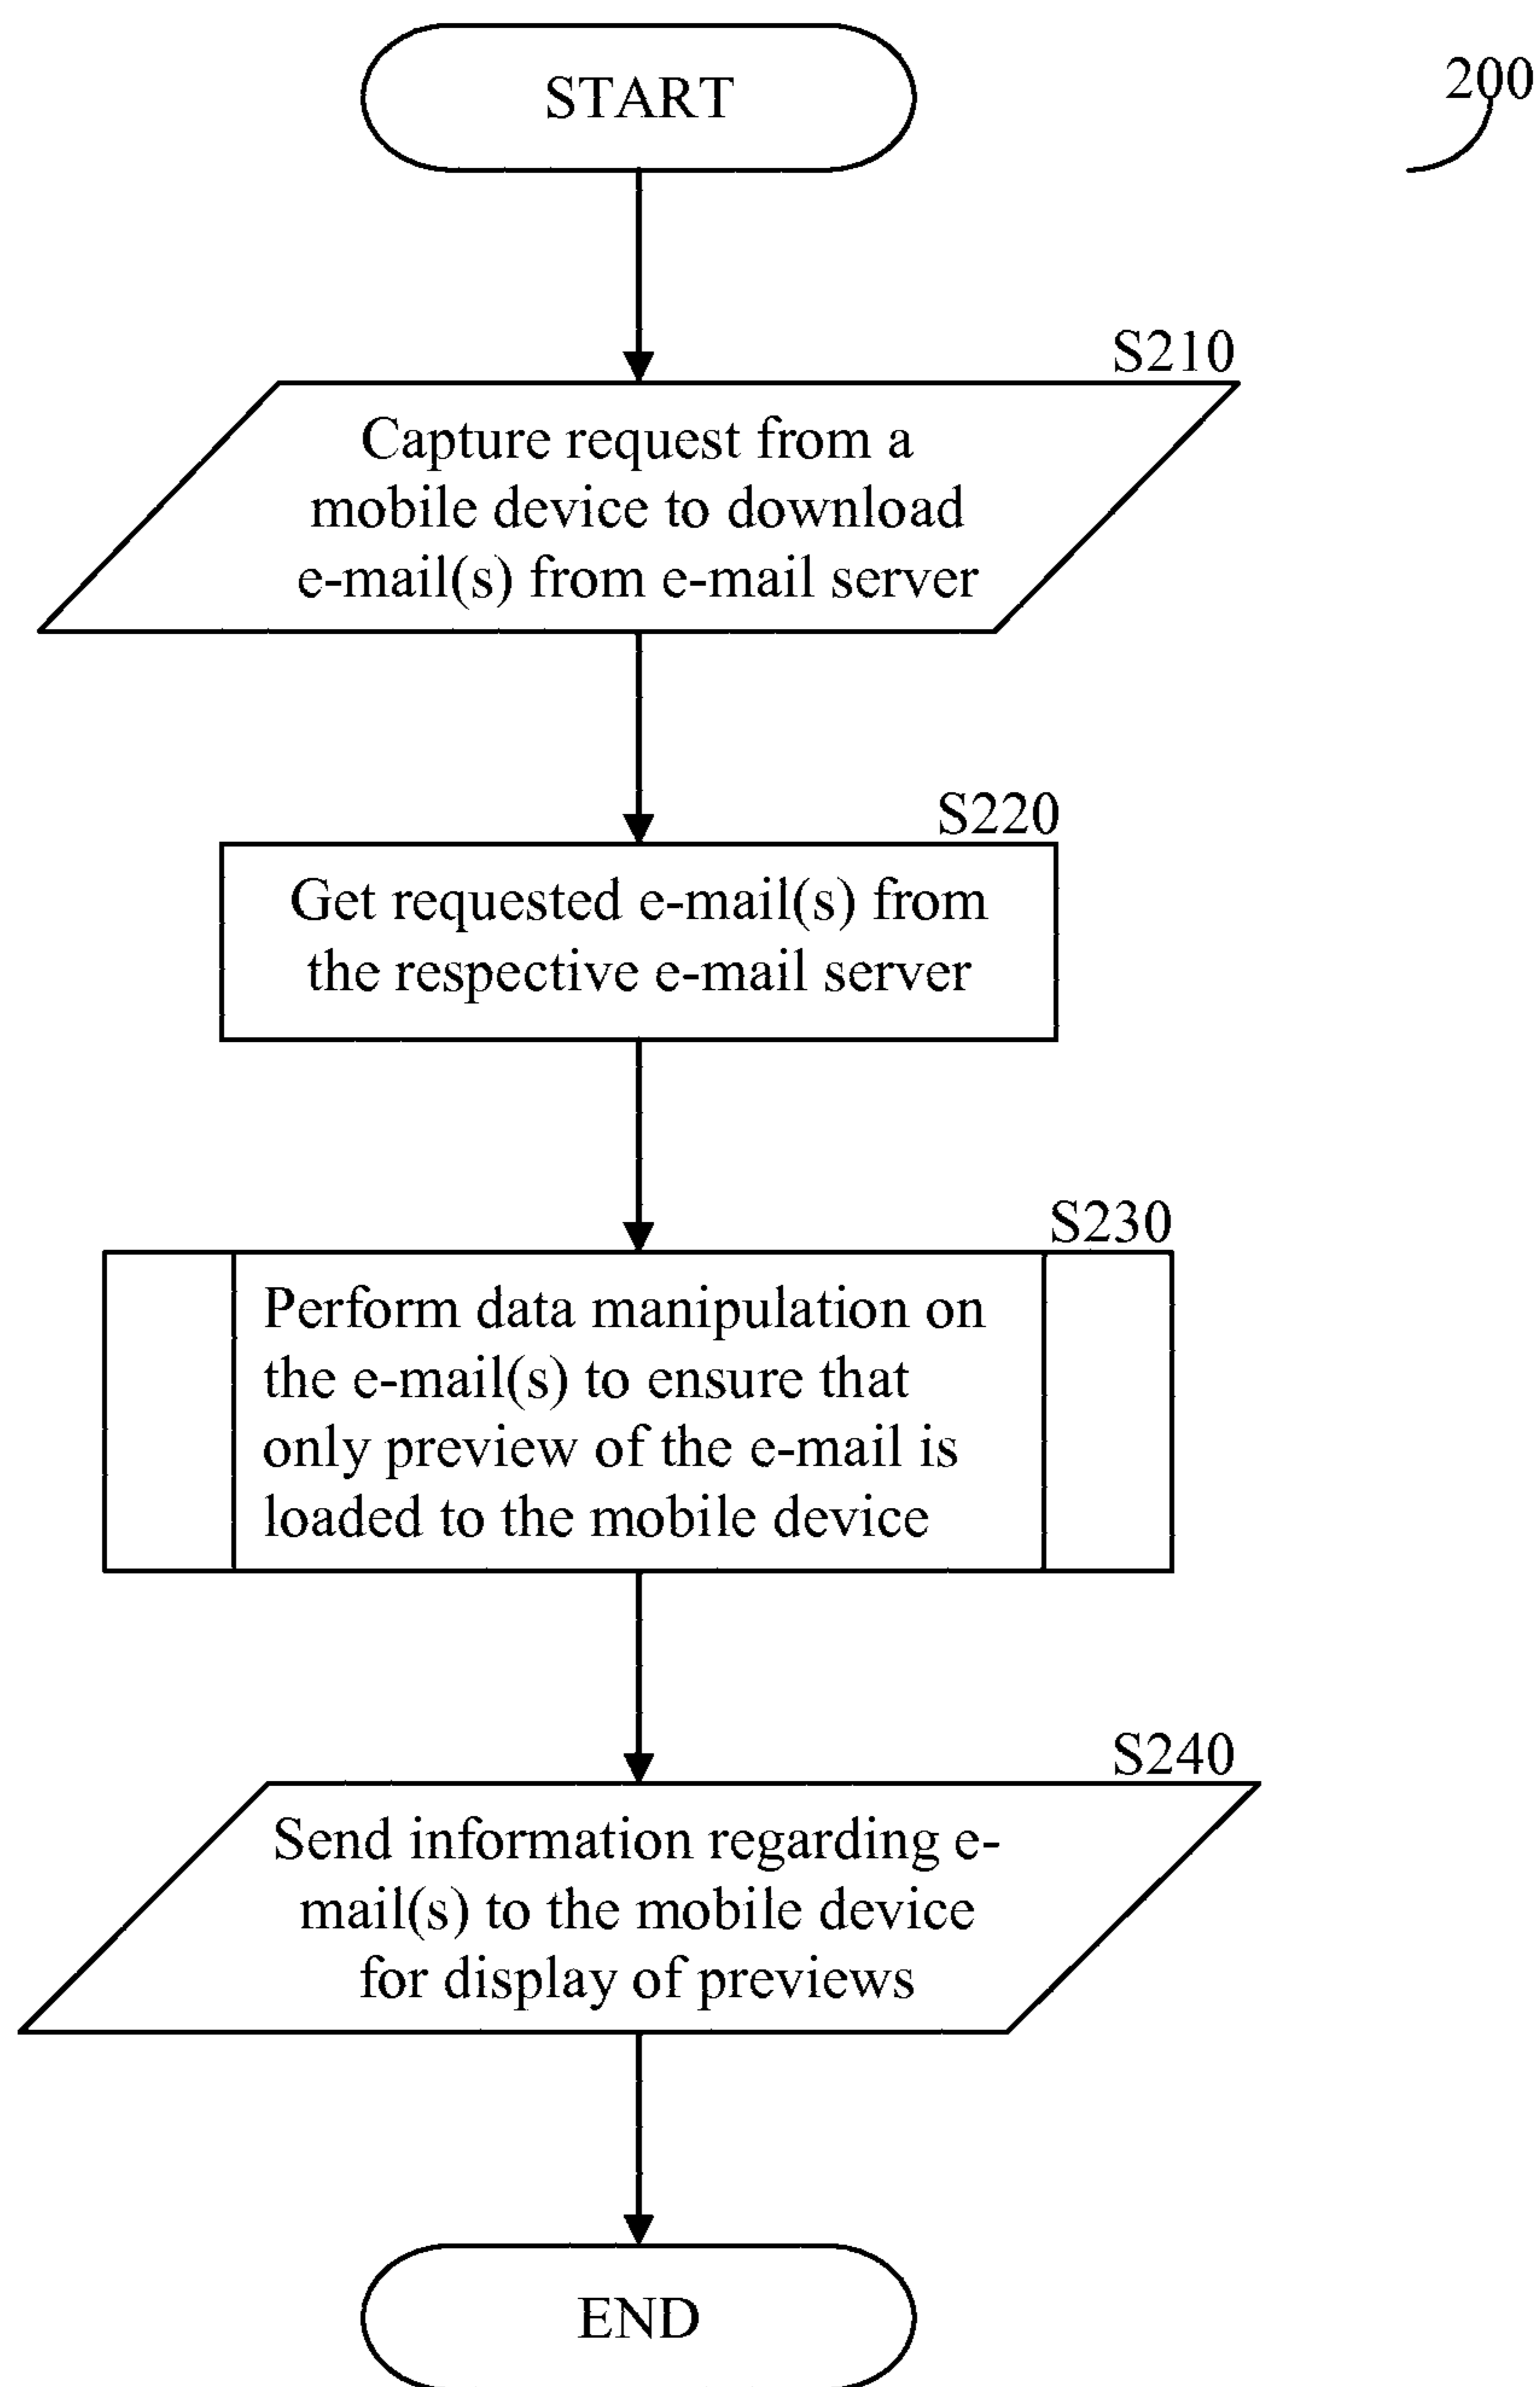 START
200
S210
Capture request from a
mobile device to download
e-mail(s) from e-mail server
S220
Get requested e-mail(s) from
the respective e-mail server
S230
Perform data manipulation on
the e-mail(s) to ensure that
only preview of the e-mail is
loaded to the mobile device
S240
Send information regarding e-
mail(s) to the mobile device
for display of previews
END